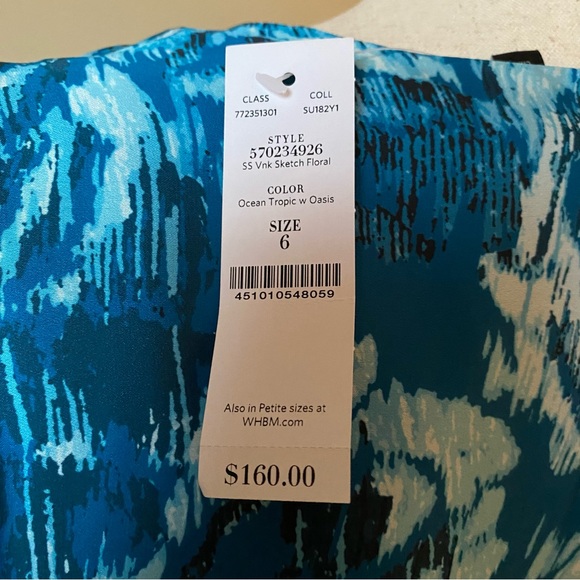 CLASS COLL
772351301 SU182Y1
STYLE
570234926
SS Vnk Sketch Floral
COLOR
Ocean Tropic w Oasis
SIZE
6
451010548059
Also in Petite sizes at
WHBM.com
$160.00